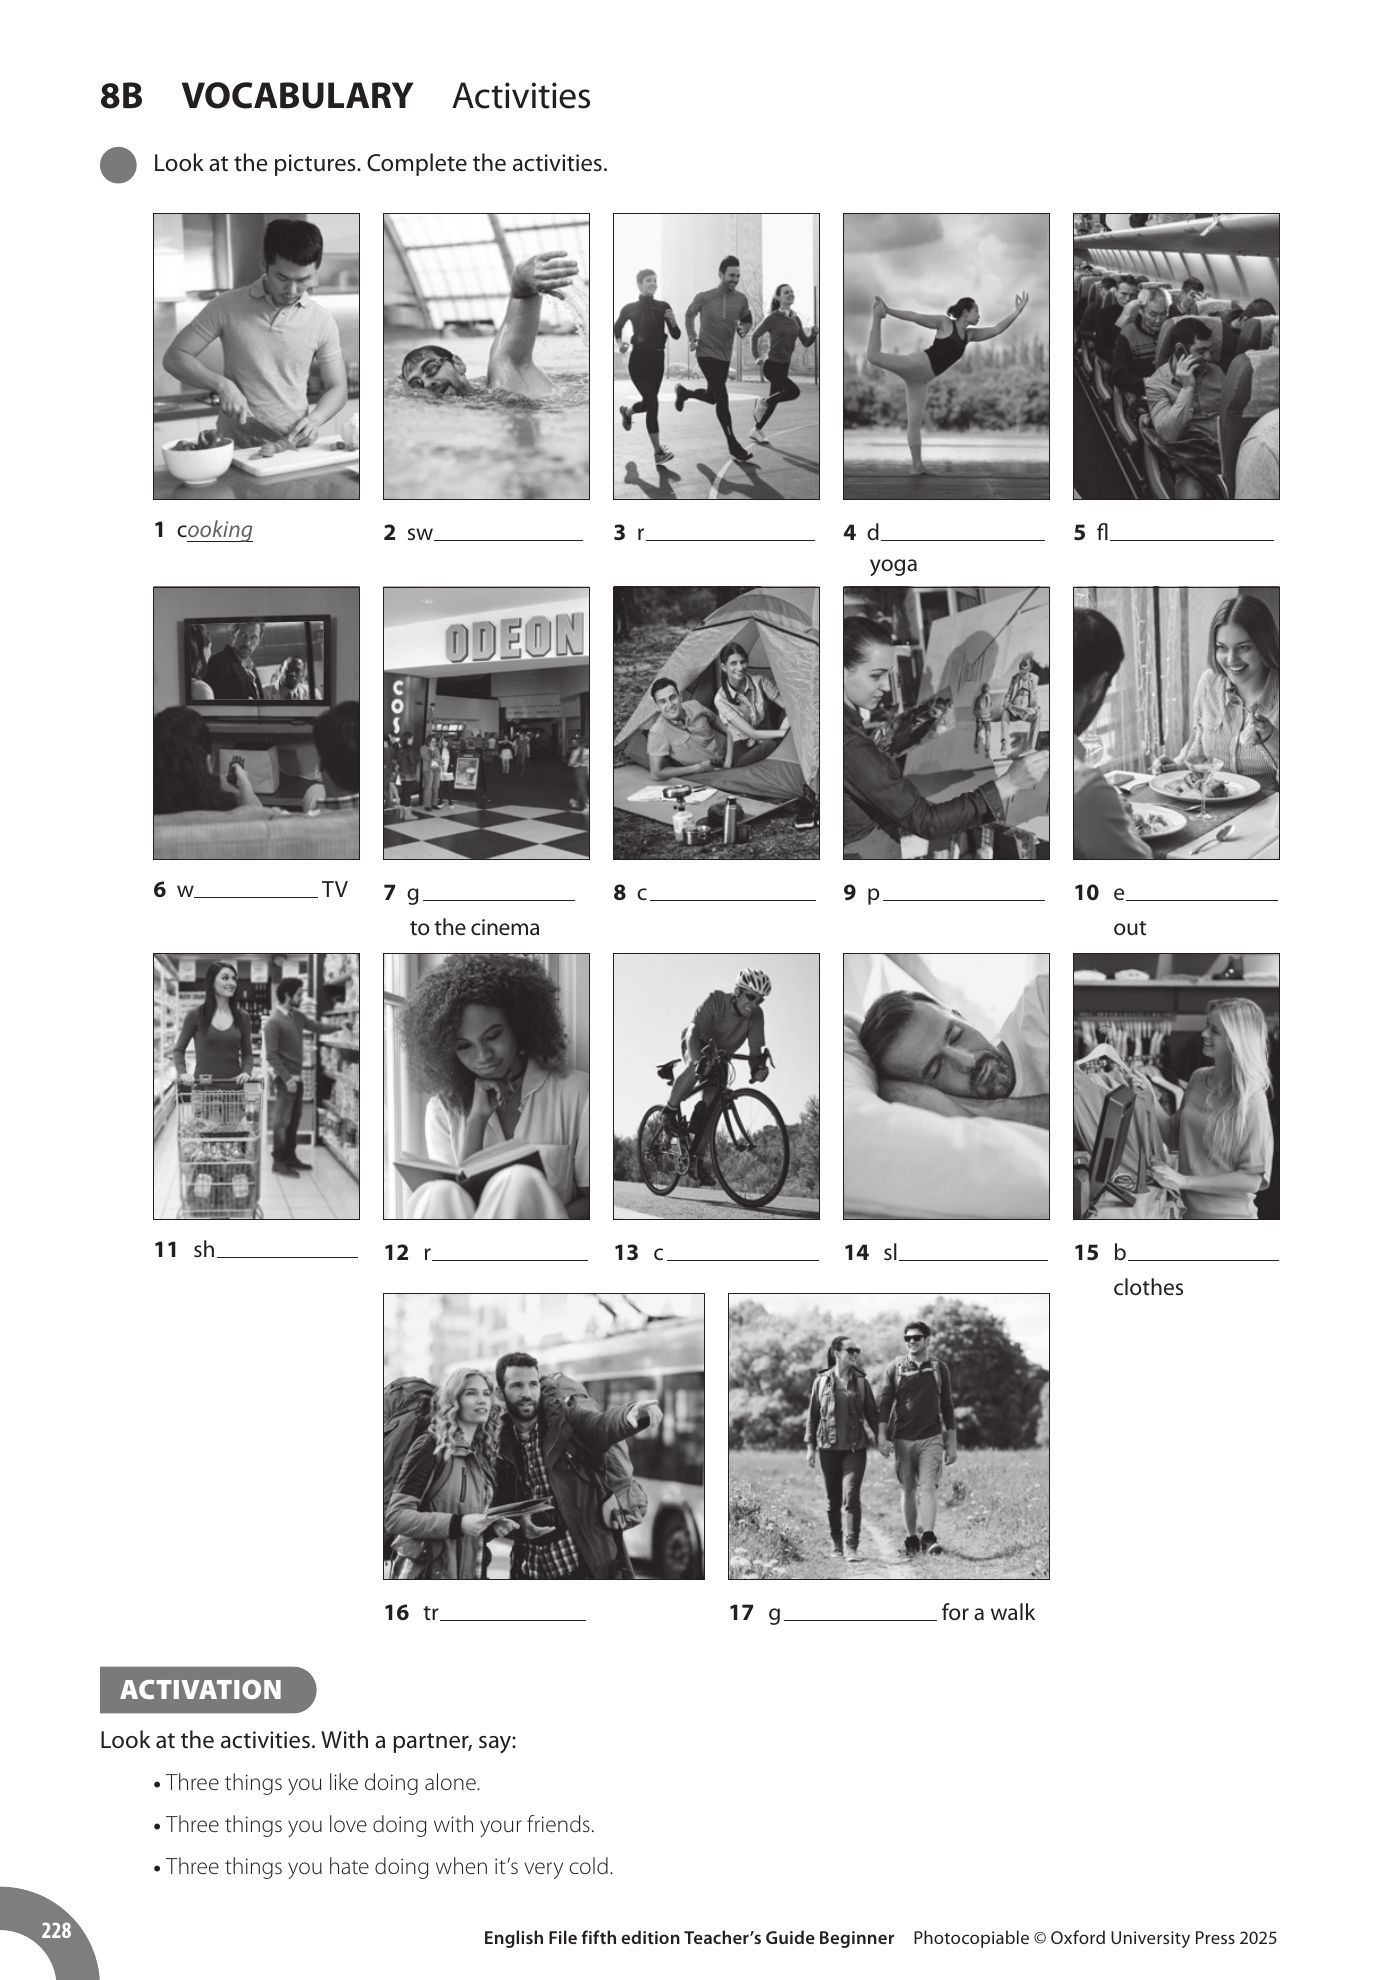 8B VOCABULARY Activities
Look at the pictures. Complete the activities.
ODEON
COS
1 cooking
2 sw
3 r
4 d
yoga
5 fl
6 w TV
7 g
to the cinema
8 c
9 p
10 e
out
11 sh
12 r
13 c
14 sl
15 b
clothes
16 tr
17 g for a walk
ACTIVATION
Look at the activities. With a partner, say:
• Three things you like doing alone.
• Three things you love doing with your friends.
• Three things you hate doing when it’s very cold.
228
English File fifth edition Teacher’s Guide Beginner Photocopiable © Oxford University Press 2025